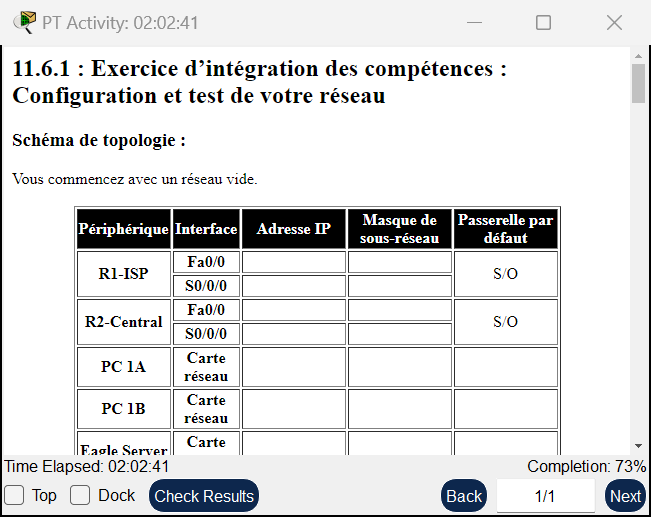 PT Activity: 02:02:41
11.6.1 : Exercice d'intégration des compétences :
Configuration et test de votre réseau
Schéma de topologie :
Vous commencez avec un réseau vide.
Périphérique Interface Adresse IP Masque de sous-réseau Passerelle par défaut
R1-ISP Fa0/0 S/O
S0/0/0
R2-Central Fa0/0 S/O
S0/0/0
PC 1A Carte réseau
PC 1B Carte réseau
Eagle Server Carte
Time Elapsed: 02:02:41 Completion: 73%
Top Dock Check Results Back 1/1 Next